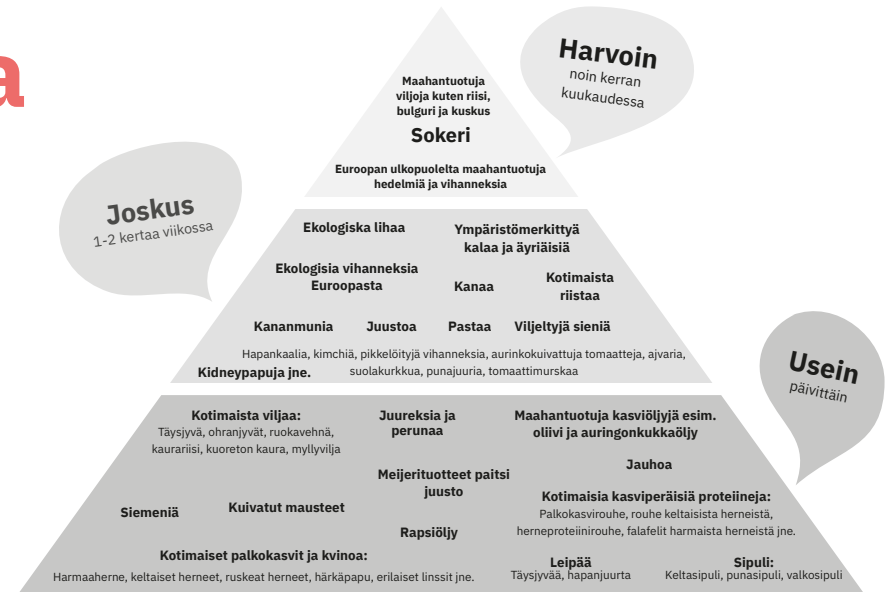 a
Harvoin
noin kerran
kuukaudessa
Maahantuotuja
viljoja kuten riisi,
bulguri ja kuskus
Sokeri
Euroopan ulkopuolelta maahantuotuja
hedelmiä ja vihanneksia
Joskus
1-2 kertaa viikossa
Ekologiska lihaa
Ympäristömerkittyä
kalaa ja äyriäisiä
Ekologisia vihanneksia
Euroopasta
Kanaa
Kotimaista
riistaa
Kananmunia
Juustoa
Pastaa
Viljeltyjä sieniä
Hapankaalia, kimchiä, pikkelöityjä vihanneksia, aurinkokuivattuja tomaatteja, ajvaria,
suolakurkkua, punajuuria, tomaattimurskaa
Kidneypapuja jne.
Usein
päivittäin
Kotimaista viljaa:
Täysjyvä, ohranjyvät, ruokavehnä,
kaurariisi, kuoreton kaura, myllyvilja
Juureksia ja
perunaa
Maahantuotuja kasviöljyjä esim.
oliivi ja auringonkukkaöljy
Jauhoa
Meijerituotteet paitsi
juusto
Kotimaisia kasviperäisiä proteiineja:
Palkokasvirouhe, rouhe keltaisista herneistä,
herneproteiinirouhe, falafelit harmaista herneistä jne.
Siemeniä
Kuivatut mausteet
Rapsiöljy
Kotimaiset palkokasvit ja kvinoa:
Harmaaherne, keltaiset herneet, ruskeat herneet, härkäpapu, erilaiset linssit jne.
Leipää
Täysjyvää, hapanjuurta
Sipuli:
Keltasipuli, punasipuli, valkosipuli